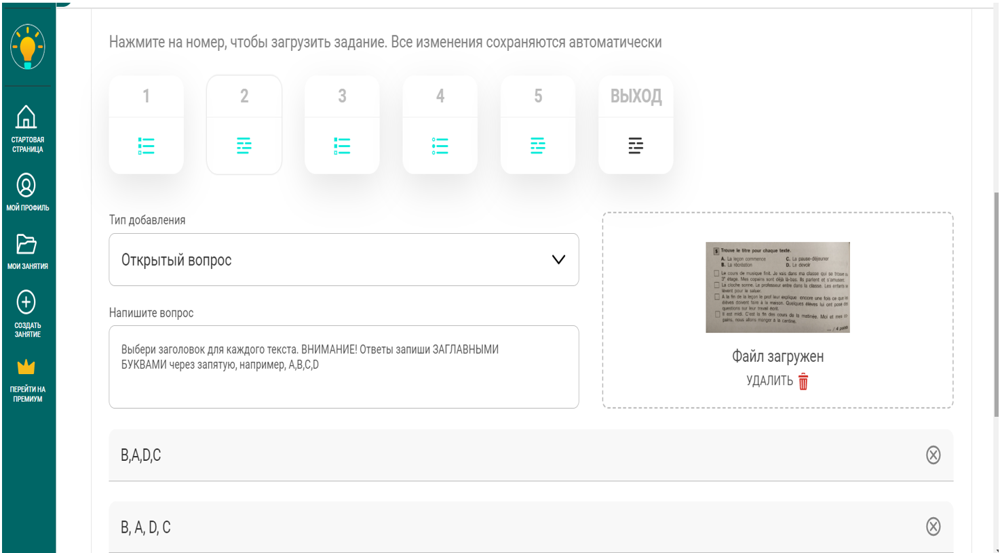 Нажмите на номер, чтобы загрузить задание. Все изменения сохраняются автоматически
1
2
3
4
5
ВЫХОД
СТАРТОВАЯ
СТРАНИЦА
МОЙ ПРОФИЛЬ
МОИ ЗАНЯТИЯ
СОЗДАТЬ
ЗАНЯТИЕ
ПЕРЕЙТИ НА
ПРЕМИУМ
Тип добавления
Открытый вопрос
Напишите вопрос
Выбери заголовок для каждого текста. ВНИМАНИЕ! Ответы запиши ЗАГЛАВНЫМИ
БУКВАМИ через запятую, например, A,B,C,D
5 Trouve le titre pour chaque texte.
A. La leçon commence C. La pause-déjeuner
B. La récréation D. Le devoir
Le cours de musique finit. Je vais dans ma classe qui se trouve au
3e étage. Mes copains sont déjà là-bas. Ils parlent et s'amusent.
La cloche sonne. Le professeur entre dans la classe. Les enfants se
lèvent pour le saluer.
A la fin de la leçon le prof leur explique encore une fois ce que les
élèves doivent faire à la maison. Quelques élèves lui ont posé des
questions sur leur travail écrit.
Il est midi. C'est la fin des cours de la matinée. Moi et mes co-
pains, nous allons manger à la cantine.
... / 4 points
Файл загружен
УДАЛИТЬ
B,A,D,C
B, A, D, C